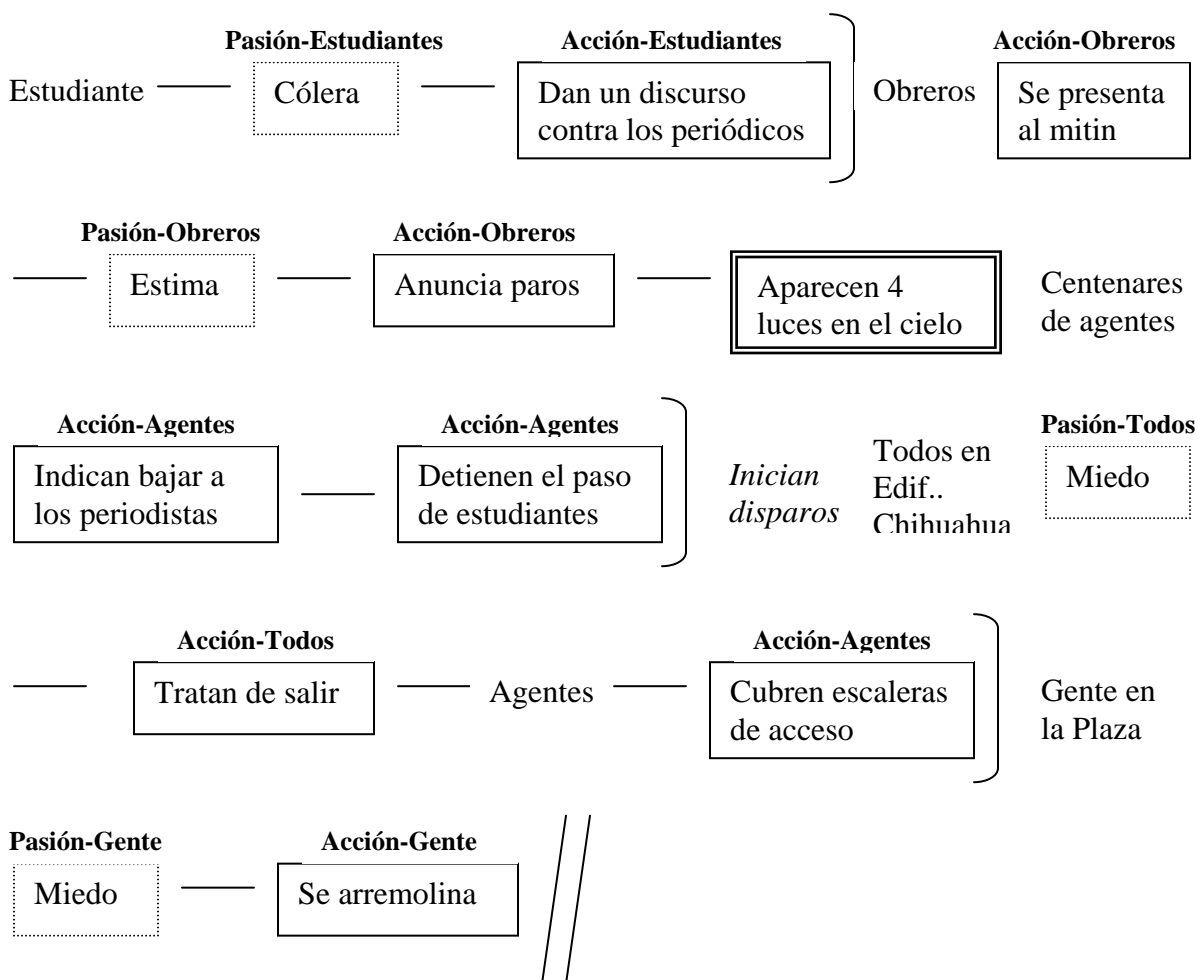 Pasión-Estudiantes
Acción-Estudiantes
Acción-Obreros
Estudiante
Cólera
Dan un discurso
contra los periódicos
Obreros
Se presenta
al mitin
Pasión-Obreros
Acción-Obreros
Estima
Anuncia paros
Aparecen 4
luces en el cielo
Centenares
de agentes
Acción-Agentes
Acción-Agentes
Pasión-Todos
Indican bajar a
los periodistas
Detienen el paso
de estudiantes
Inician
disparos
Todos en
Edif..
Chihuahua
Miedo
Acción-Todos
Acción-Agentes
Tratan de salir
Agentes
Cubren escaleras
de acceso
Gente en
la Plaza
Pasión-Gente
Acción-Gente
Miedo
Se arremolina